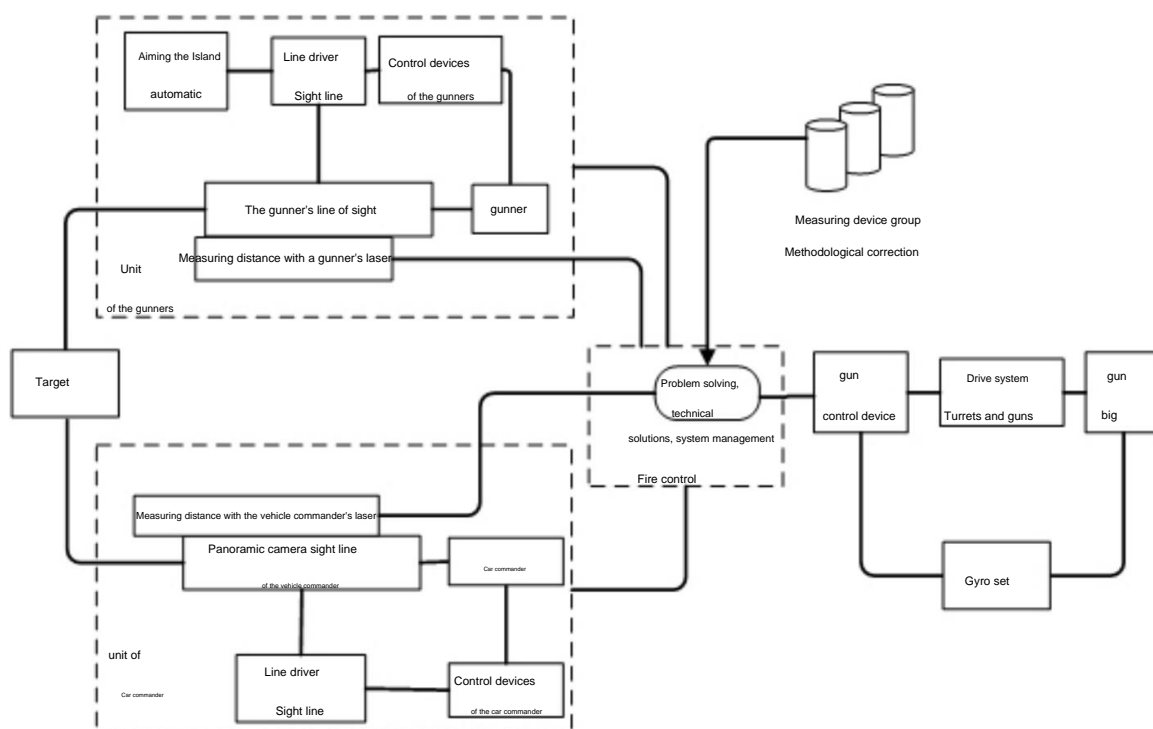 Aiming the Island
automatic
Line driver
Sight line
Control devices
of the gunners
The gunner's line of sight
gunner
Measuring distance with a gunner's laser
Unit
of the gunners
Measuring device group
Methodological correction
Target
Problem solving,
technical
solutions, system management
Fire control
gun
control device
Drive system
Turrets and guns
gun
big
Gyro set
Measuring distance with the vehicle commander's laser
Panoramic camera sight line
of the vehicle commander
Car commander
unit of
Car commander
Line driver
Sight line
Control devices
of the car commander